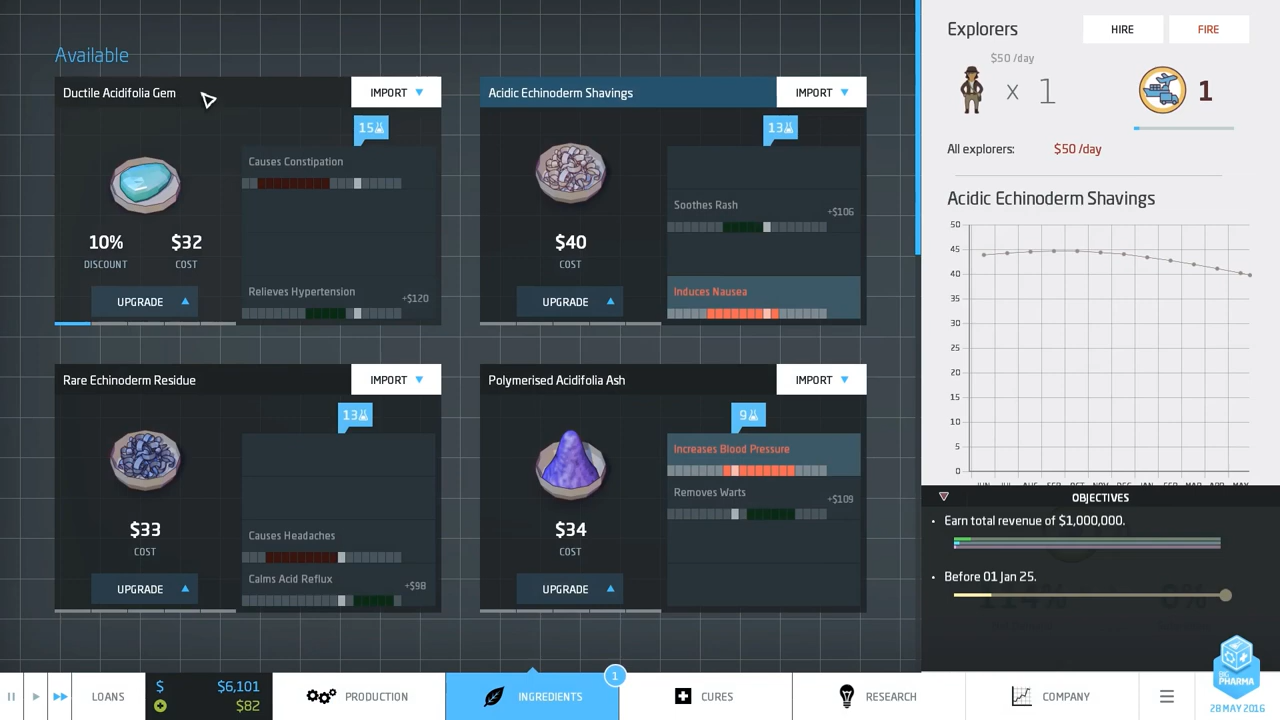 Available
Ductile Acidifolia Gem
IMPORT
15
Causes Constipation
10%
DISCOUNT
$32
COST
UPGRADE
Relieves Hypertension
+$120
Acidic Echinoderm Shavings
IMPORT
13
Soothes Rash
+$106
$40
COST
UPGRADE
Induces Nausea
Rare Echinoderm Residue
IMPORT
13
$33
COST
UPGRADE
Causes Headaches
Calms Acid Reflux
+$98
Polymerised Acidifolia Ash
IMPORT
9
Increases Blood Pressure
Removes Warts
+$109
$34
COST
UPGRADE
Explorers
HIRE
FIRE
$50 /day
x 1
1
All explorers: $50 /day
Acidic Echinoderm Shavings
50
45
40
35
30
25
20
15
10
5
0
OBJECTIVES
Earn total revenue of $1,000,000.
Before 01 Jan 25.
LOANS
$ $6,101
$82
PRODUCTION
INGREDIENTS
1
CURES
RESEARCH
COMPANY
BIG PHARMA
28 MAY 2016